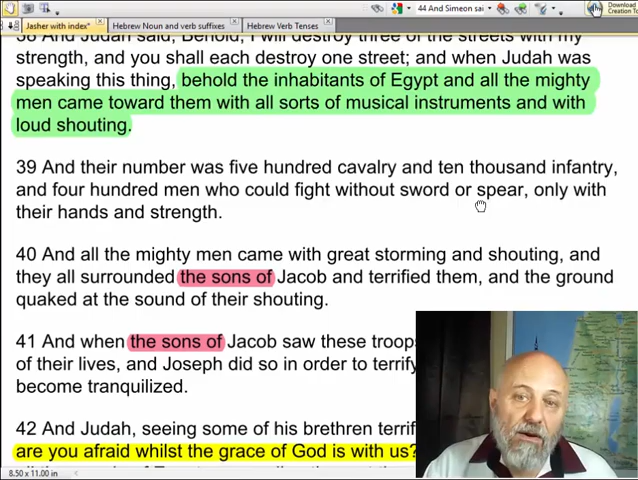 44 And Simeon sai
Download
Creation To
Jasher with index*
Hebrew Noun and verb suffixes
Hebrew Verb Tenses
38 And Judah said, Behold, I will destroy three of the streets with my
strength, and you shall each destroy one street; and when Judah was
speaking this thing, behold the inhabitants of Egypt and all the mighty
men came toward them with all sorts of musical instruments and with
loud shouting.
39 And their number was five hundred cavalry and ten thousand infantry,
and four hundred men who could fight without sword or spear, only with
their hands and strength.
40 And all the mighty men came with great storming and shouting, and
they all surrounded the sons of Jacob and terrified them, and the ground
quaked at the sound of their shouting.
41 And when the sons of Jacob saw these troops
of their lives, and Joseph did so in order to terrify
become tranquilized.
42 And Judah, seeing some of his brethren terrif
are you afraid whilst the grace of God is with us?
8.50 x 11.00 in